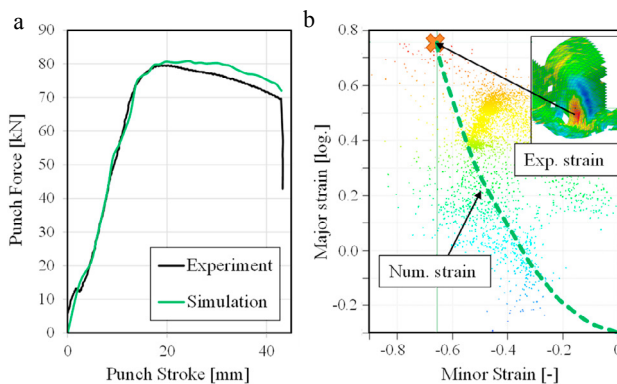 a
90
80
70
60
50
40
30
20
10
0
Punch Force [kN]
Experiment
Simulation
0
20
40
Punch Stroke [mm]
b
0.8
0.6
0.4
0.2
0.0
-0.2
Major strain [log.]
Exp. strain
Num. strain
-0.8
-0.6
-0.4
-0.2
0
Minor Strain [-]